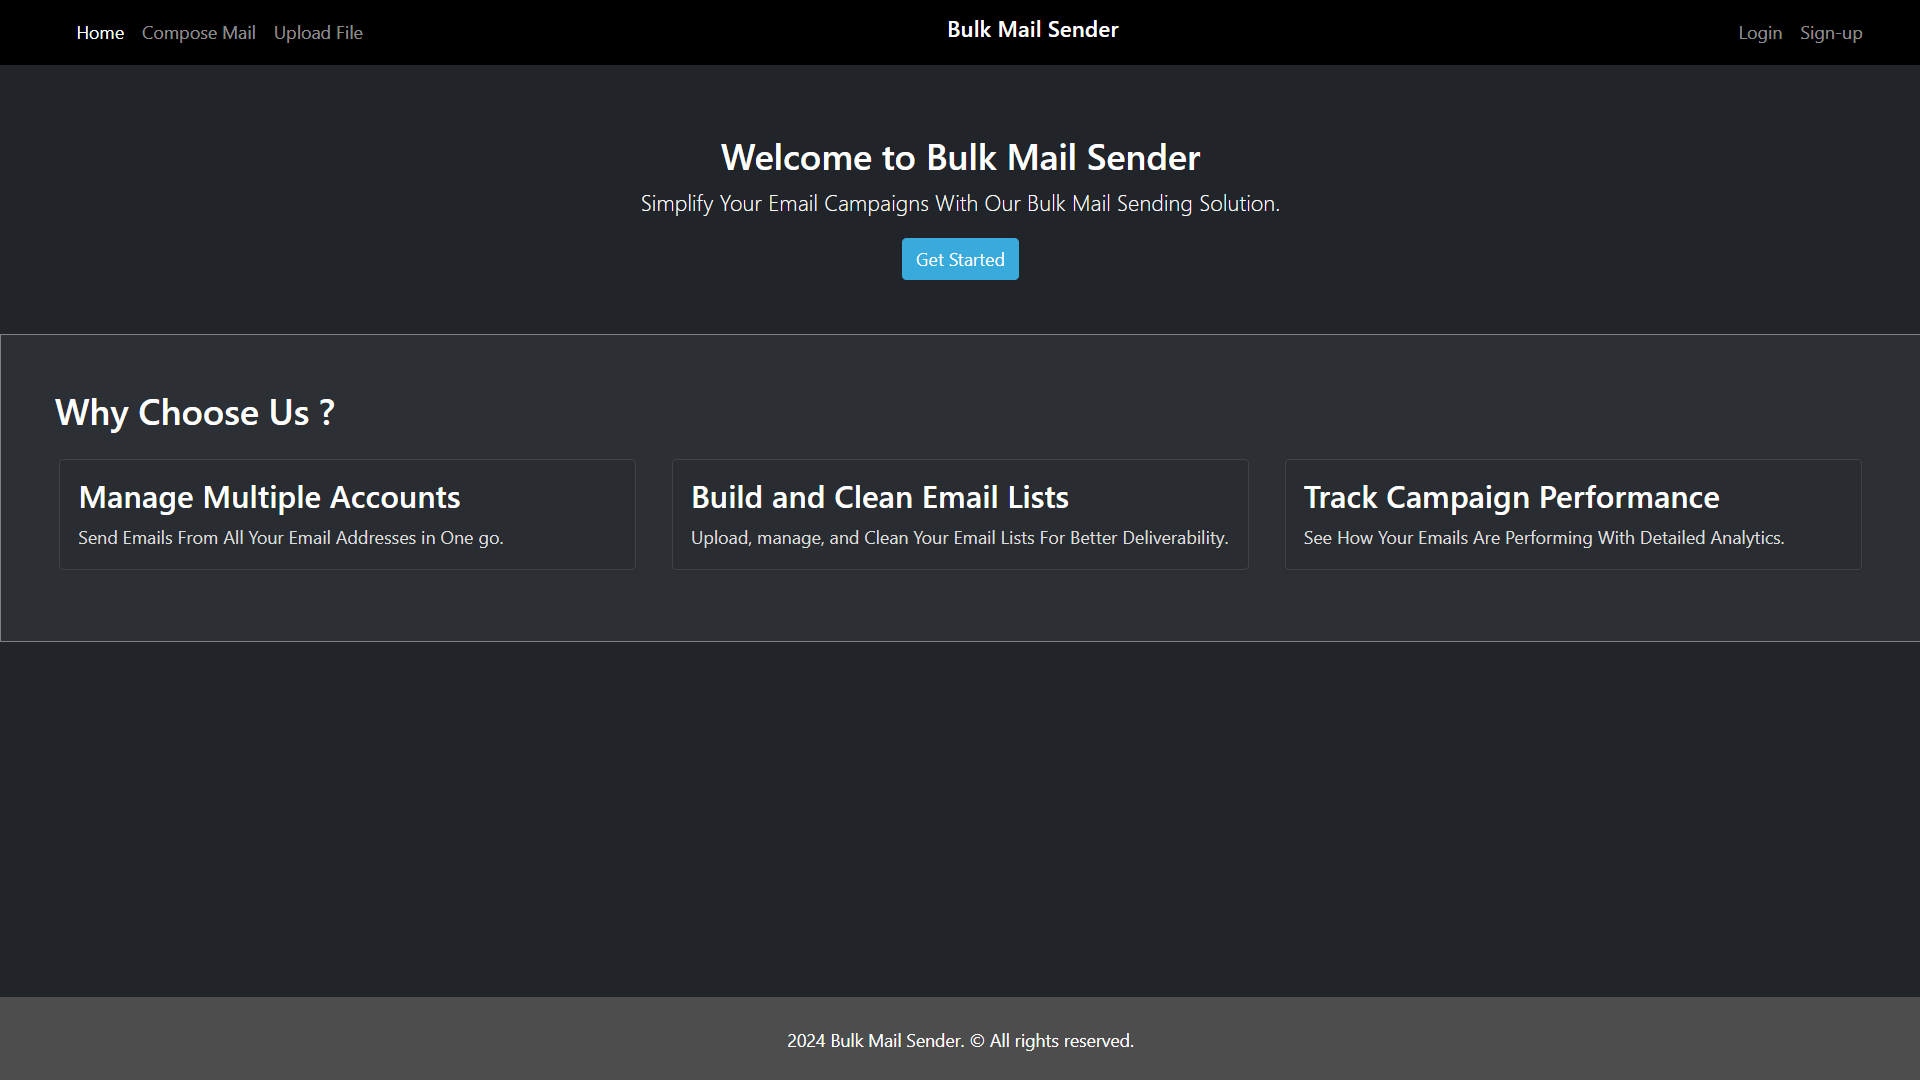 Home Compose Mail Upload File Bulk Mail Sender Login Sign-up
Welcome to Bulk Mail Sender
Simplify Your Email Campaigns With Our Bulk Mail Sending Solution.
Get Started
Why Choose Us ?
Manage Multiple Accounts
Send Emails From All Your Email Addresses in One go.
Build and Clean Email Lists
Upload, manage, and Clean Your Email Lists For Better Deliverability.
Track Campaign Performance
See How Your Emails Are Performing With Detailed Analytics.
2024 Bulk Mail Sender. © All rights reserved.